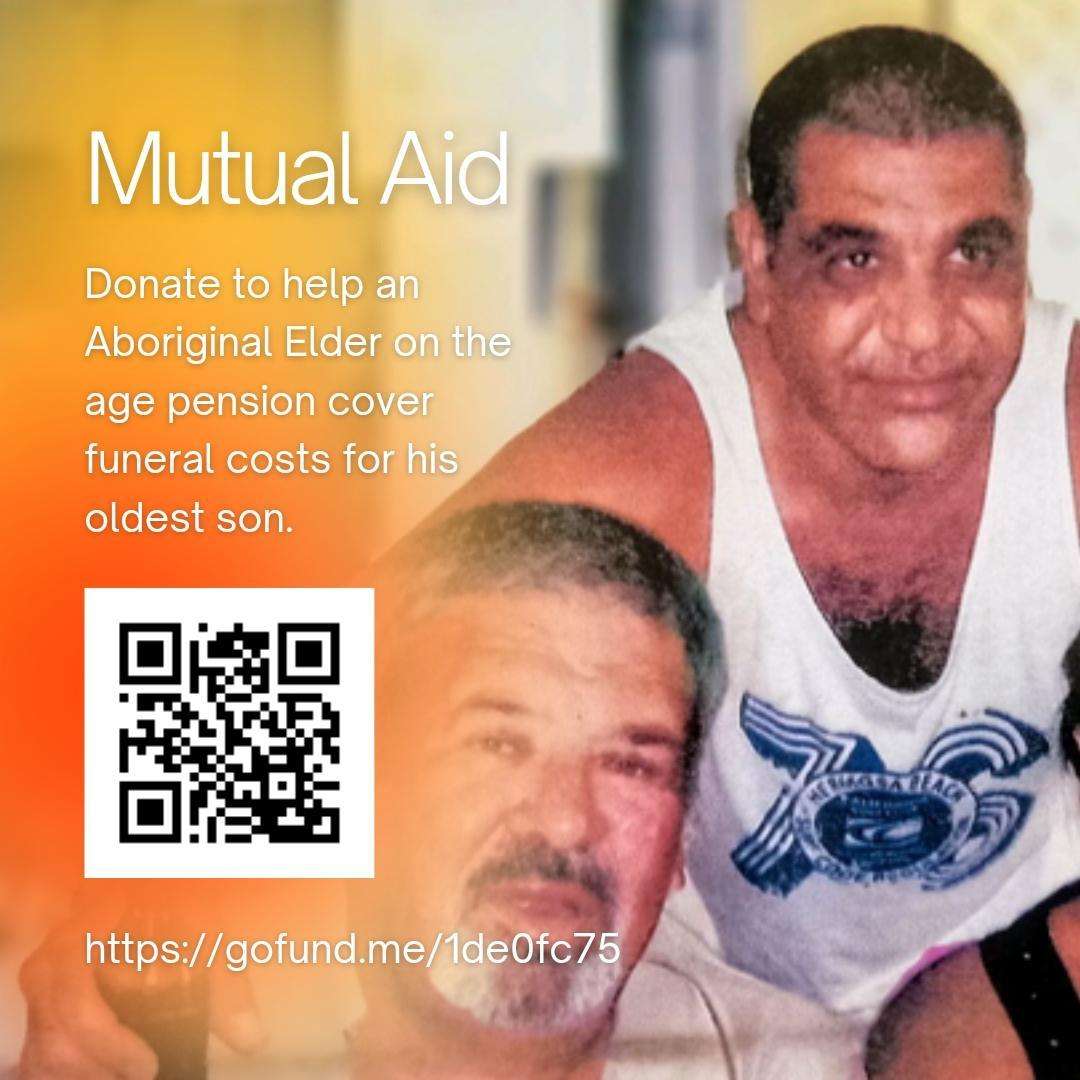 Mutual Aid
Donate to help an
Aboriginal Elder on the
age pension cover
funeral costs for his
oldest son.
https://gofund.me/1de0fc75